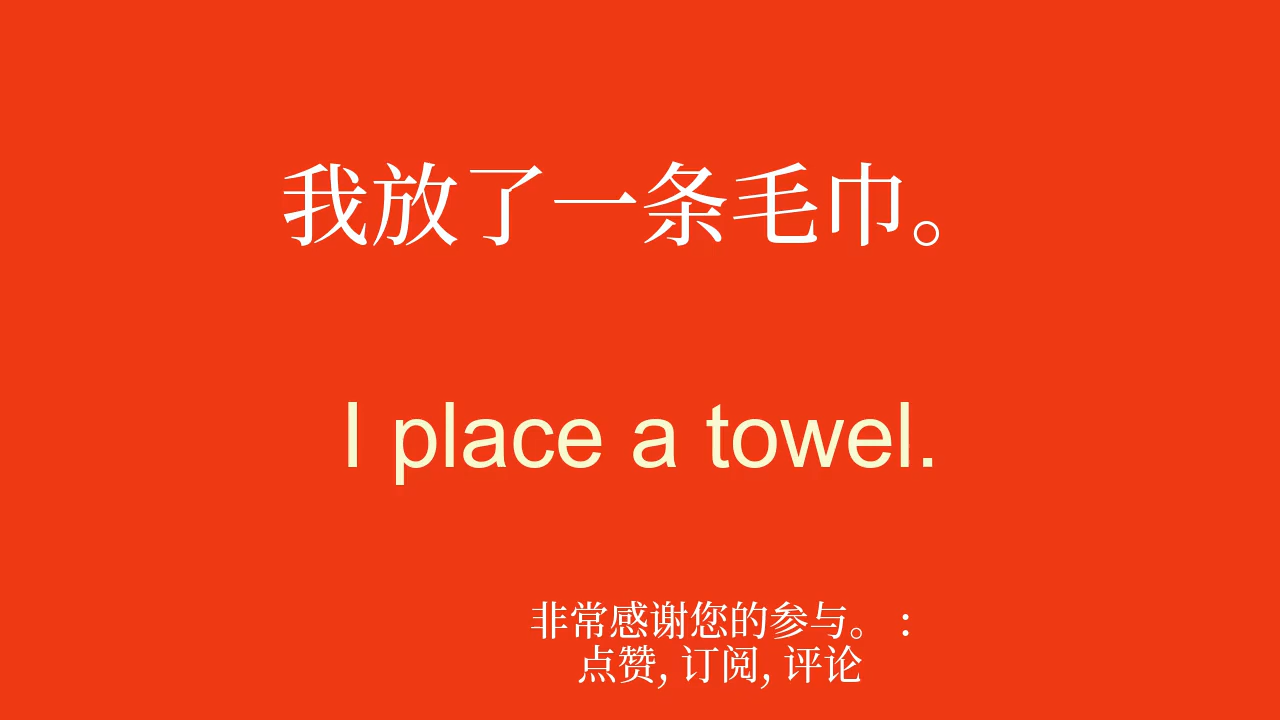 我放了一条毛巾。
I place a towel.
非常感谢您的参与。 :
点赞, 订阅, 评论